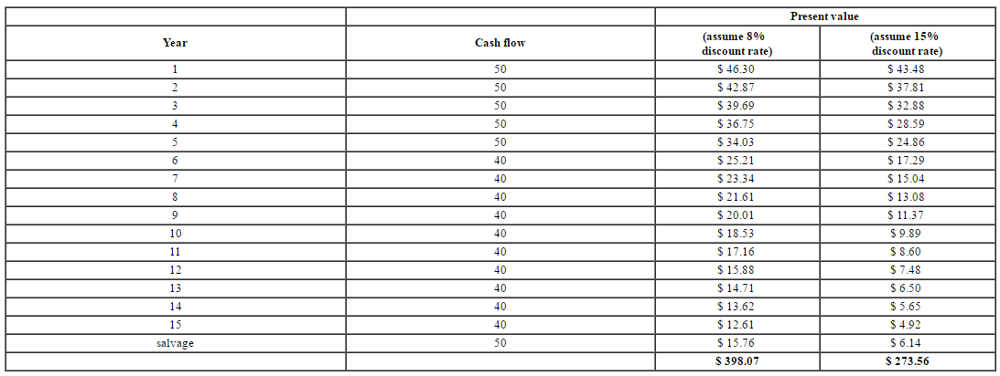 Present value
Year Cash flow (assume 8% discount rate) (assume 15% discount rate)
1 50 $ 46.30 $ 43.48
2 50 $ 42.87 $ 37.81
3 50 $ 39.69 $ 32.88
4 50 $ 36.75 $ 28.59
5 50 $ 34.03 $ 24.86
6 40 $ 25.21 $ 17.29
7 40 $ 23.34 $ 15.04
8 40 $ 21.61 $ 13.08
9 40 $ 20.01 $ 11.37
10 40 $ 18.53 $ 9.89
11 40 $ 17.16 $ 8.60
12 40 $ 15.88 $ 7.48
13 40 $ 14.71 $ 6.50
14 40 $ 13.62 $ 5.65
15 40 $ 12.61 $ 4.92
salvage 50 $ 15.76 $ 6.14
$ 398.07 $ 273.56